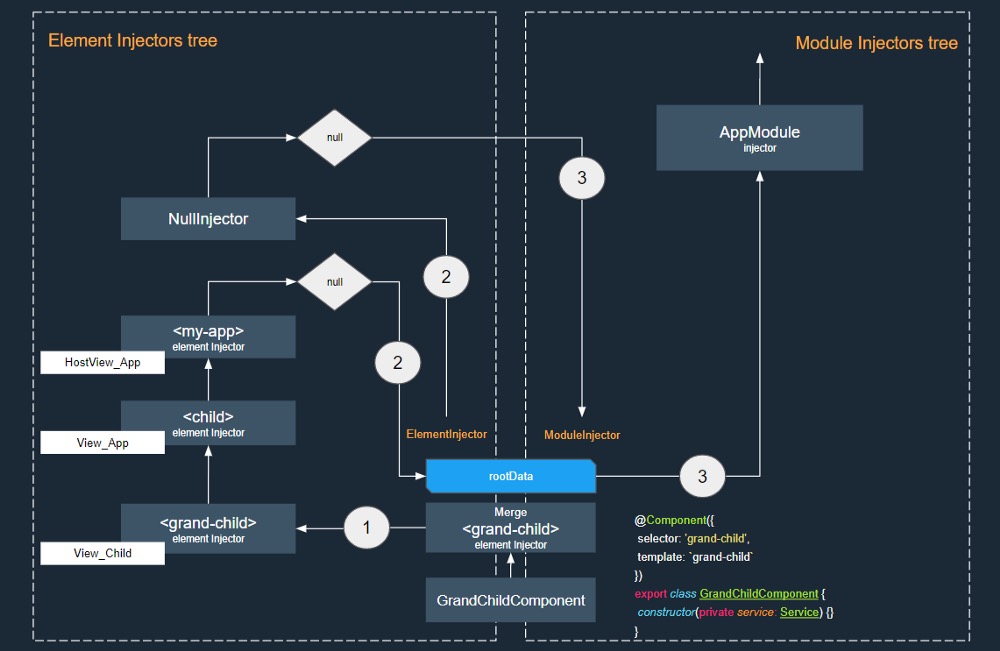 Element Injectors tree
Module Injectors tree
null
AppModule
injector
3
NullInjector
2
null
<my-app>
element Injector
HostView_App
2
<child>
element Injector
View_App
ElementInjector
ModuleInjector
rootData
3
Merge
<grand-child>
element Injector
1
<grand-child>
element Injector
View_Child
GrandChildComponent
@Component({
selector: 'grand-child',
template: `grand-child`
})
export class GrandChildComponent {
constructor(private service: Service) {}
}